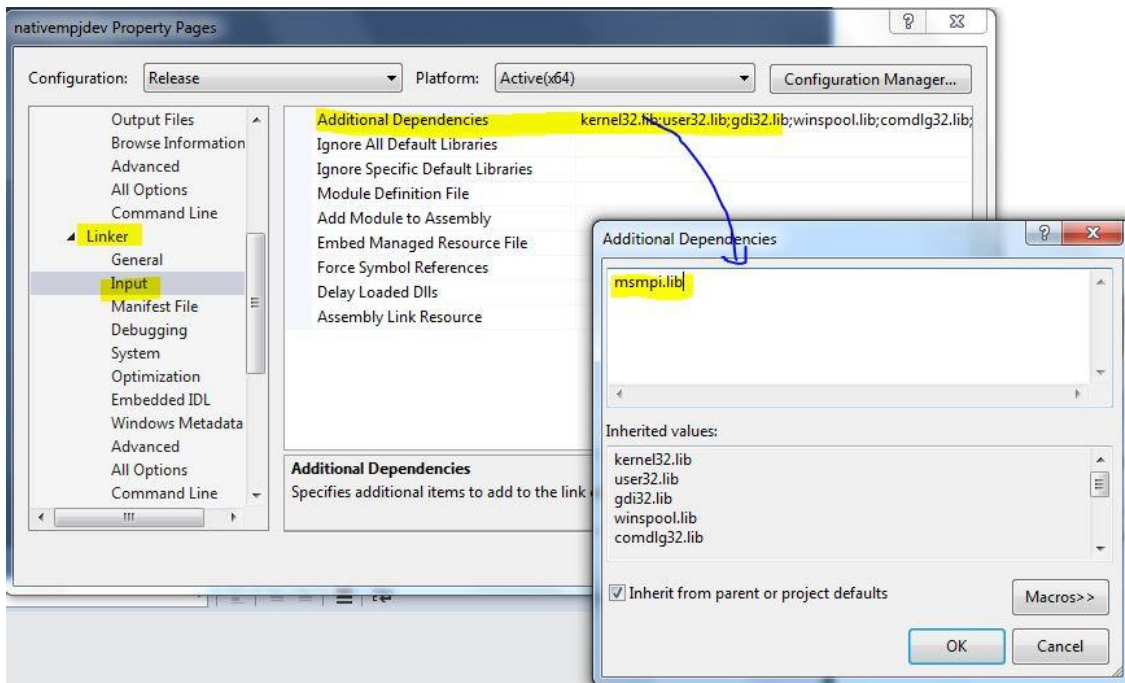 nativempjdev Property Pages
Configuration: Release Platform: Active(x64) Configuration Manager...
Output Files
Browse Information
Advanced
All Options
Command Line
Linker
General
Input
Manifest File
Debugging
System
Optimization
Embedded IDL
Windows Metadata
Advanced
All Options
Command Line
Additional Dependencies kernel32.lib;user32.lib;gdi32.lib;winspool.lib;comdlg32.lib;
Ignore All Default Libraries
Ignore Specific Default Libraries
Module Definition File
Add Module to Assembly
Embed Managed Resource File
Force Symbol References
Delay Loaded Dlls
Assembly Link Resource
Additional Dependencies
Specifies additional items to add to the link
Additional Dependencies
msmpi.lib
Inherited values:
kernel32.lib
user32.lib
gdi32.lib
winspool.lib
comdlg32.lib
Inherit from parent or project defaults
Macros>>
OK Cancel